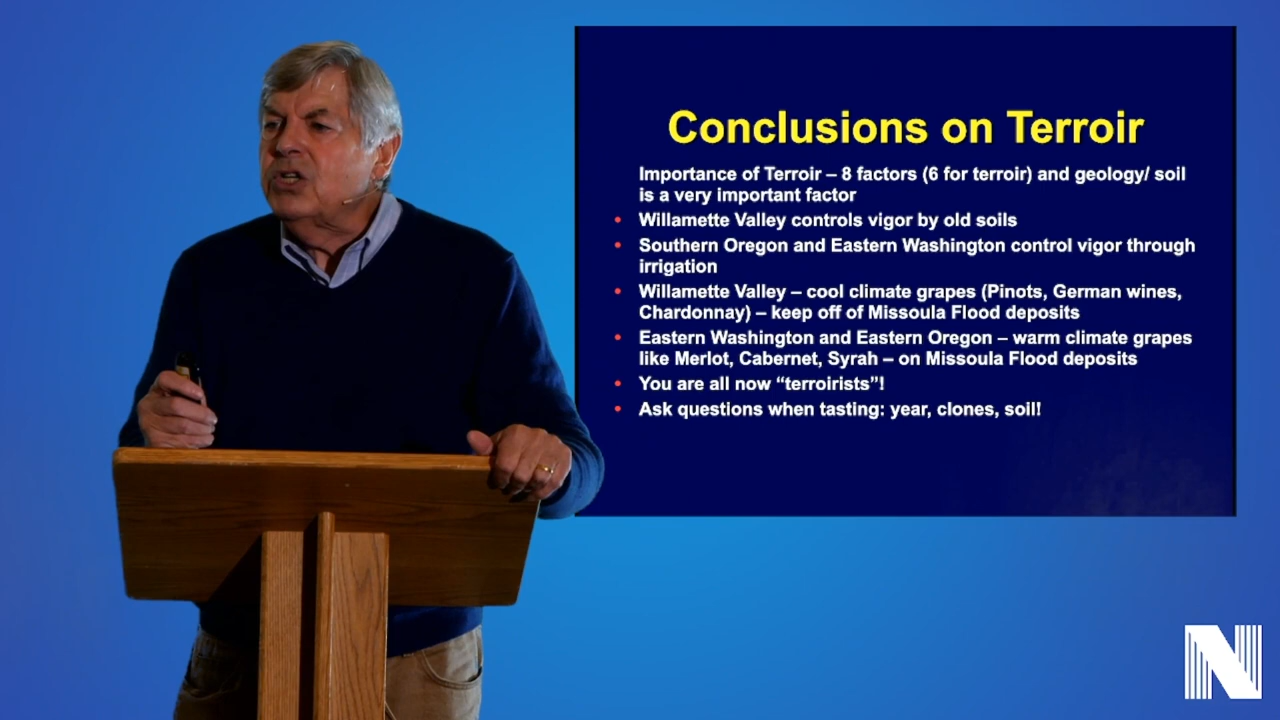 Conclusions on Terroir
Importance of Terroir – 8 factors (6 for terroir) and geology/ soil
is a very important factor
• Willamette Valley controls vigor by old soils
• Southern Oregon and Eastern Washington control vigor through
irrigation
• Willamette Valley – cool climate grapes (Pinots, German wines,
Chardonnay) – keep off of Missoula Flood deposits
• Eastern Washington and Eastern Oregon – warm climate grapes
like Merlot, Cabernet, Syrah – on Missoula Flood deposits
• You are all now “terroirists”!
• Ask questions when tasting: year, clones, soil!
N